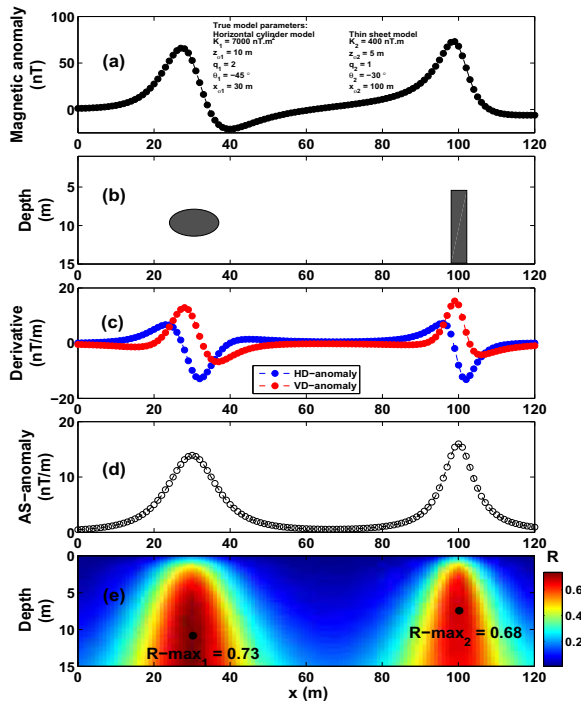 True model parameters:
Horizontal cylinder model
K1 = 7000 nT.m²
zo1 = 10 m
q1 = 2
θ1 = −45 °
xo1 = 30 m
Thin sheet model
K2 = 400 nT.m
zo2 = 5 m
q2 = 1
θ2 = −30 °
xo2 = 100 m
Magnetic anomaly
(nT)
100
50
0
(a)
0 20 40 60 80 100 120
Depth
(m)
5
10
15
(b)
0 20 40 60 80 100 120
Derivative
(nT/m)
20
0
−20
(c)
HD−anomaly
VD−anomaly
0 20 40 60 80 100 120
AS−anomaly
(nT/m)
20
10
0
(d)
0 20 40 60 80 100 120
Depth
(m)
0
5
10
15
(e)
R−max1 = 0.73
R−max2 = 0.68
0 20 40 60 80 100 120
x (m)
R
0.6
0.4
0.2